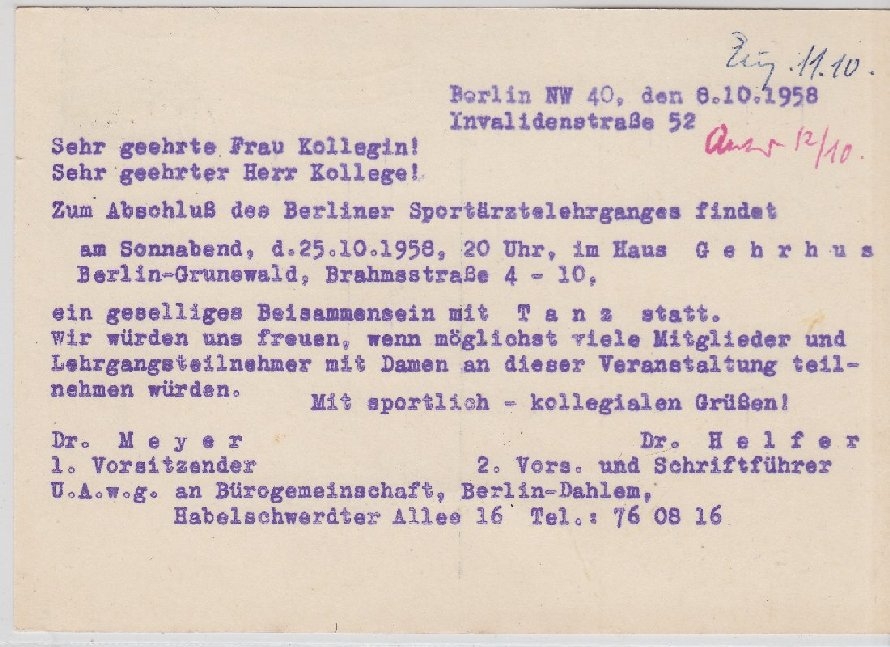 Eing. 11.10.
Berlin NW 40, den 8.10.1958
Invalidenstraße 52
Antw 12/10.
Sehr geehrte Frau Kollegin!
Sehr geehrter Herr Kollege!
Zum Abschluß des Berliner Sportärztelehrganges findet
am Sonnabend, d.25.10.1958, 20 Uhr, im Haus G e h r h u s
Berlin-Grunewald, Brahmsstraße 4 - 10,
ein geselliges Beisammensein mit T a n z statt.
Wir würden uns freuen, wenn möglichst viele Mitglieder und
Lehrgangsteilnehmer mit Damen an dieser Veranstaltung teil-
nehmen würden.
Mit sportlich - kollegialen Grüßen!
Dr. M e y e r Dr. H e l f e r
1. Vorsitzender 2. Vors. und Schriftführer
U.A.w.g. an Bürogemeinschaft, Berlin-Dahlem,
Habelschwerdter Allee 16 Tel.: 76 08 16